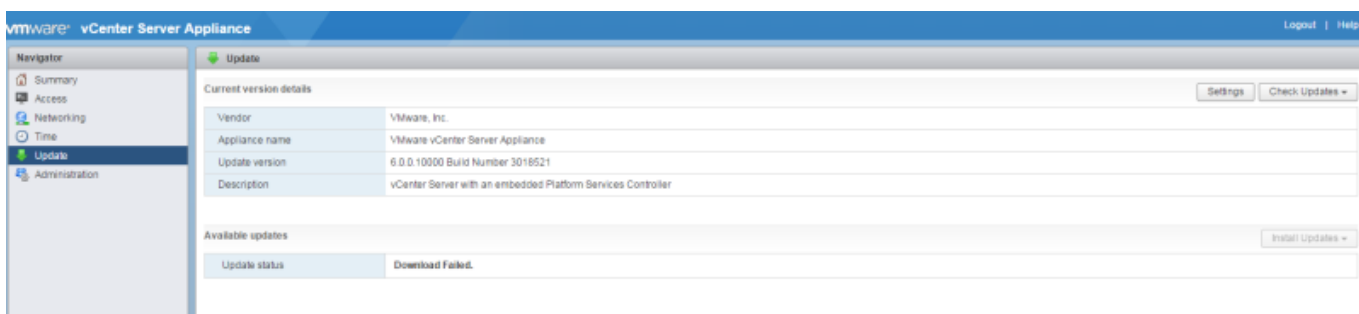 vmware® vCenter Server Appliance
Logout | Help
Navigator
Summary
Access
Networking
Time
Update
Administration
Update
Current version details
Settings
Check Updates
Vendor VMware, Inc.
Appliance name VMware vCenter Server Appliance
Update version 6.0.0.10000 Build Number 3018521
Description vCenter Server with an embedded Platform Services Controller
Available updates
Install Updates
Update status Download Failed.